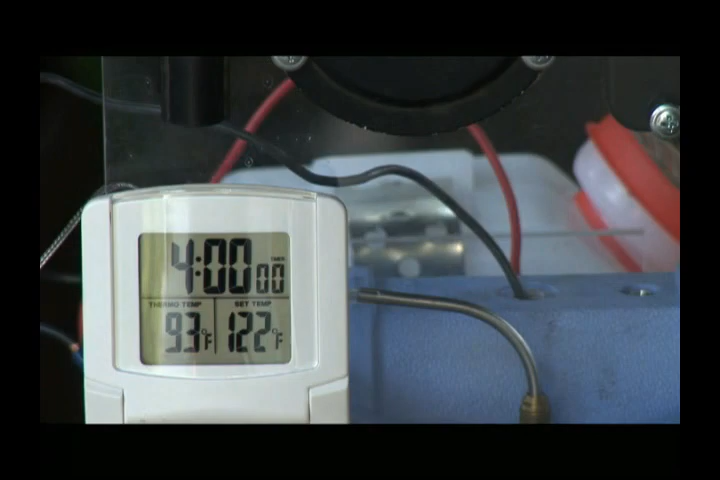 4:00 00
TIMER
THERMO TEMP SET TEMP
93°F 122°F